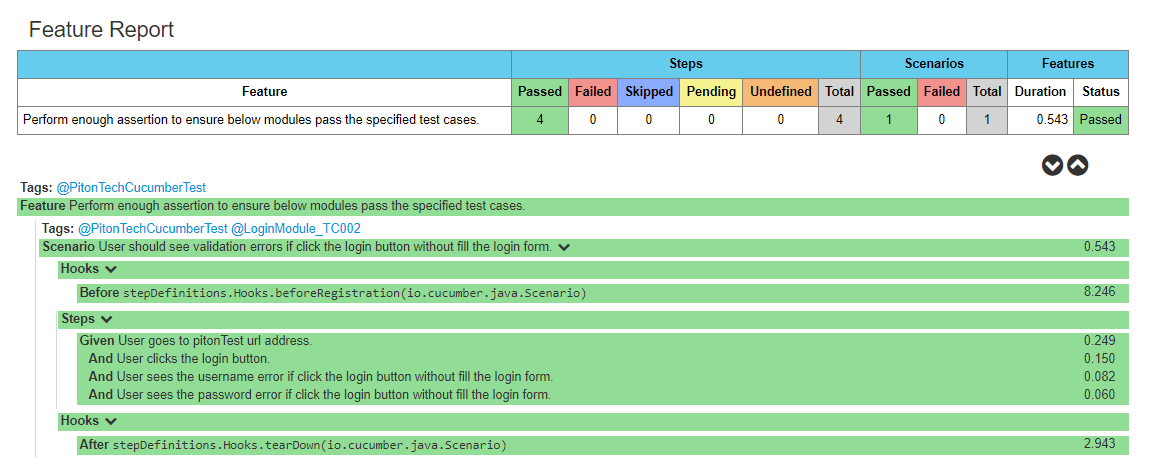 Feature Report
Steps Scenarios Features
Feature Passed Failed Skipped Pending Undefined Total Passed Failed Total Duration Status
Perform enough assertion to ensure below modules pass the specified test cases. 4 0 0 0 0 4 1 0 1 0.543 Passed
Tags: @PitonTechCucumberTest
Feature Perform enough assertion to ensure below modules pass the specified test cases.
Tags: @PitonTechCucumberTest @LoginModule_TC002
Scenario User should see validation errors if click the login button without fill the login form. 0.543
Hooks
Before stepDefinitions.Hooks.beforeRegistration(io.cucumber.java.Scenario) 8.246
Steps
Given User goes to pitonTest url address. 0.249
And User clicks the login button. 0.150
And User sees the username error if click the login button without fill the login form. 0.082
And User sees the password error if click the login button without fill the login form. 0.060
Hooks
After stepDefinitions.Hooks.tearDown(io.cucumber.java.Scenario) 2.943